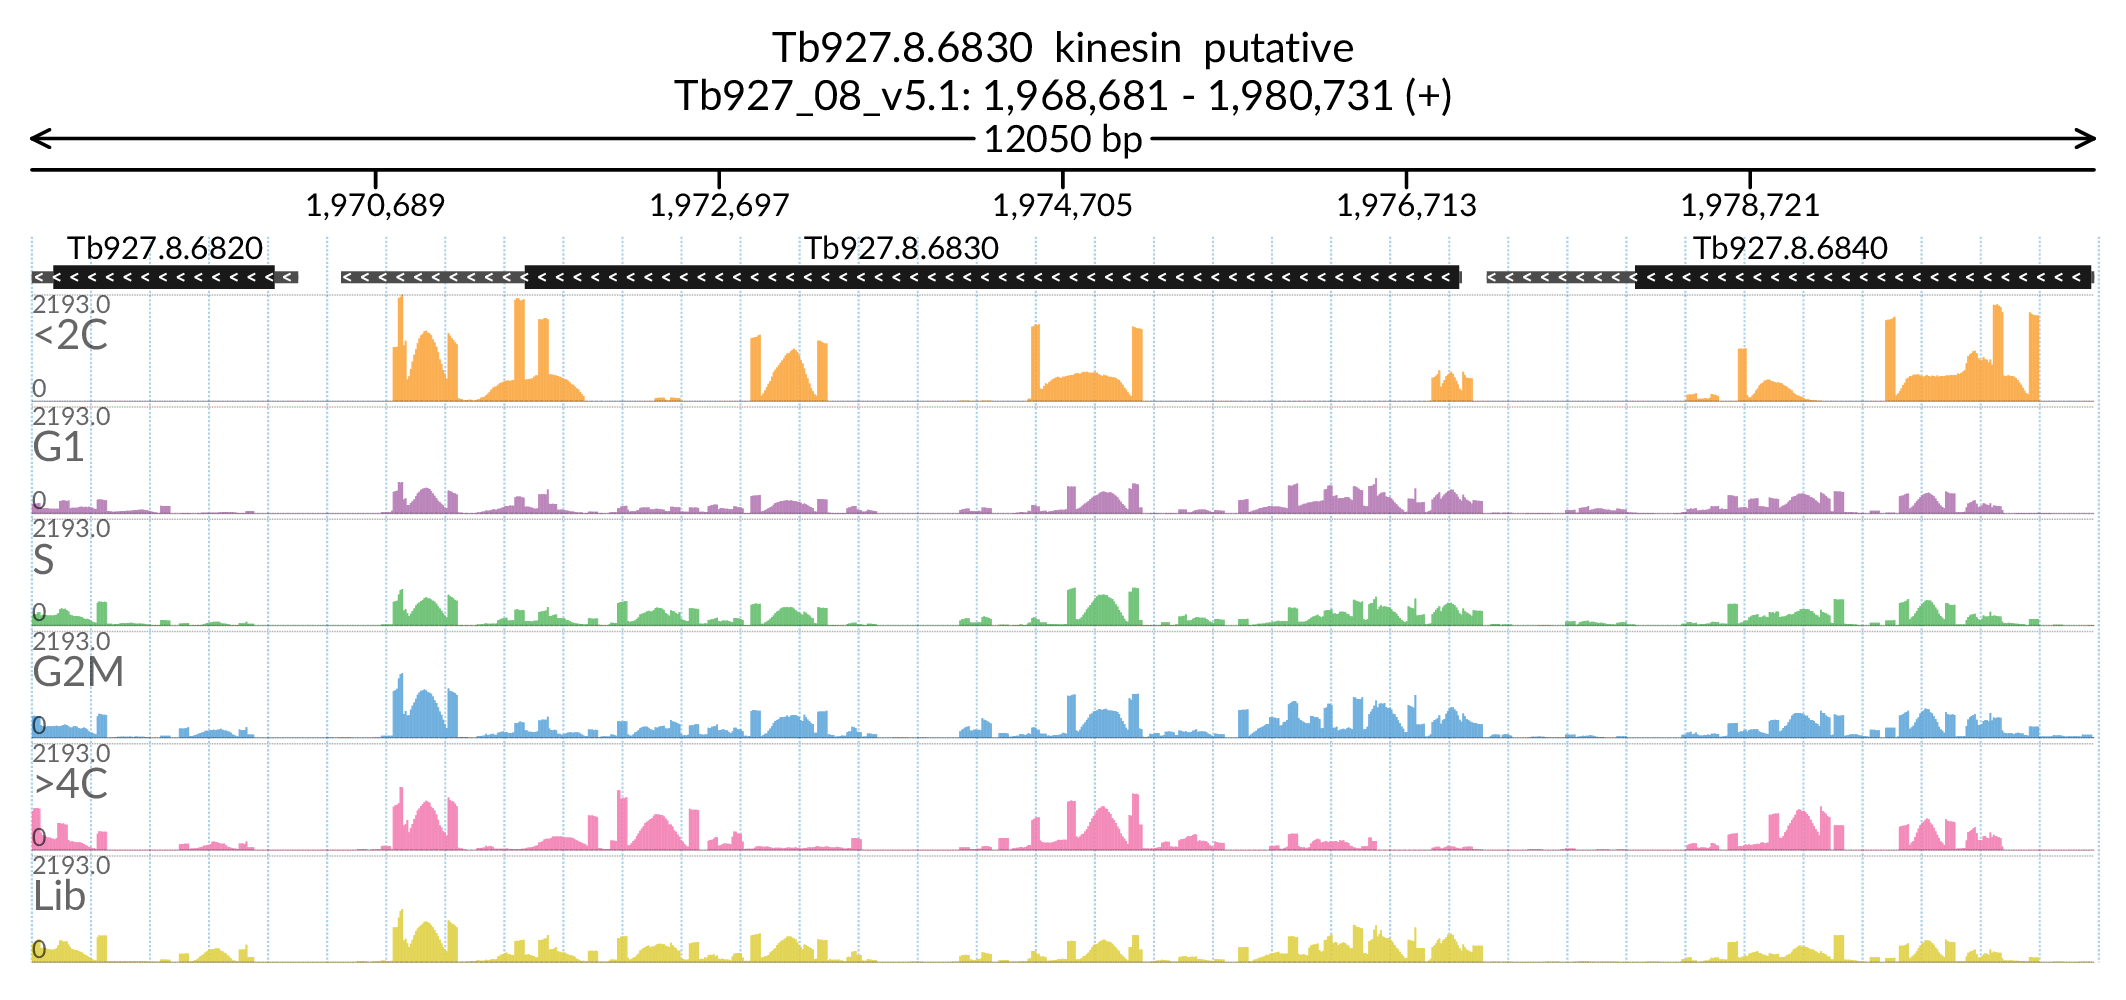 Tb927.8.6830 kinesin putative
Tb927_08_v5.1: 1,968,681 - 1,980,731 (+)
12050 bp
1,970,689 1,972,697 1,974,705 1,976,713 1,978,721
Tb927.8.6820 Tb927.8.6830 Tb927.8.6840
2193.0
<2C
0
2193.0
G1
0
2193.0
S
0
2193.0
G2M
0
2193.0
>4C
0
2193.0
Lib
0